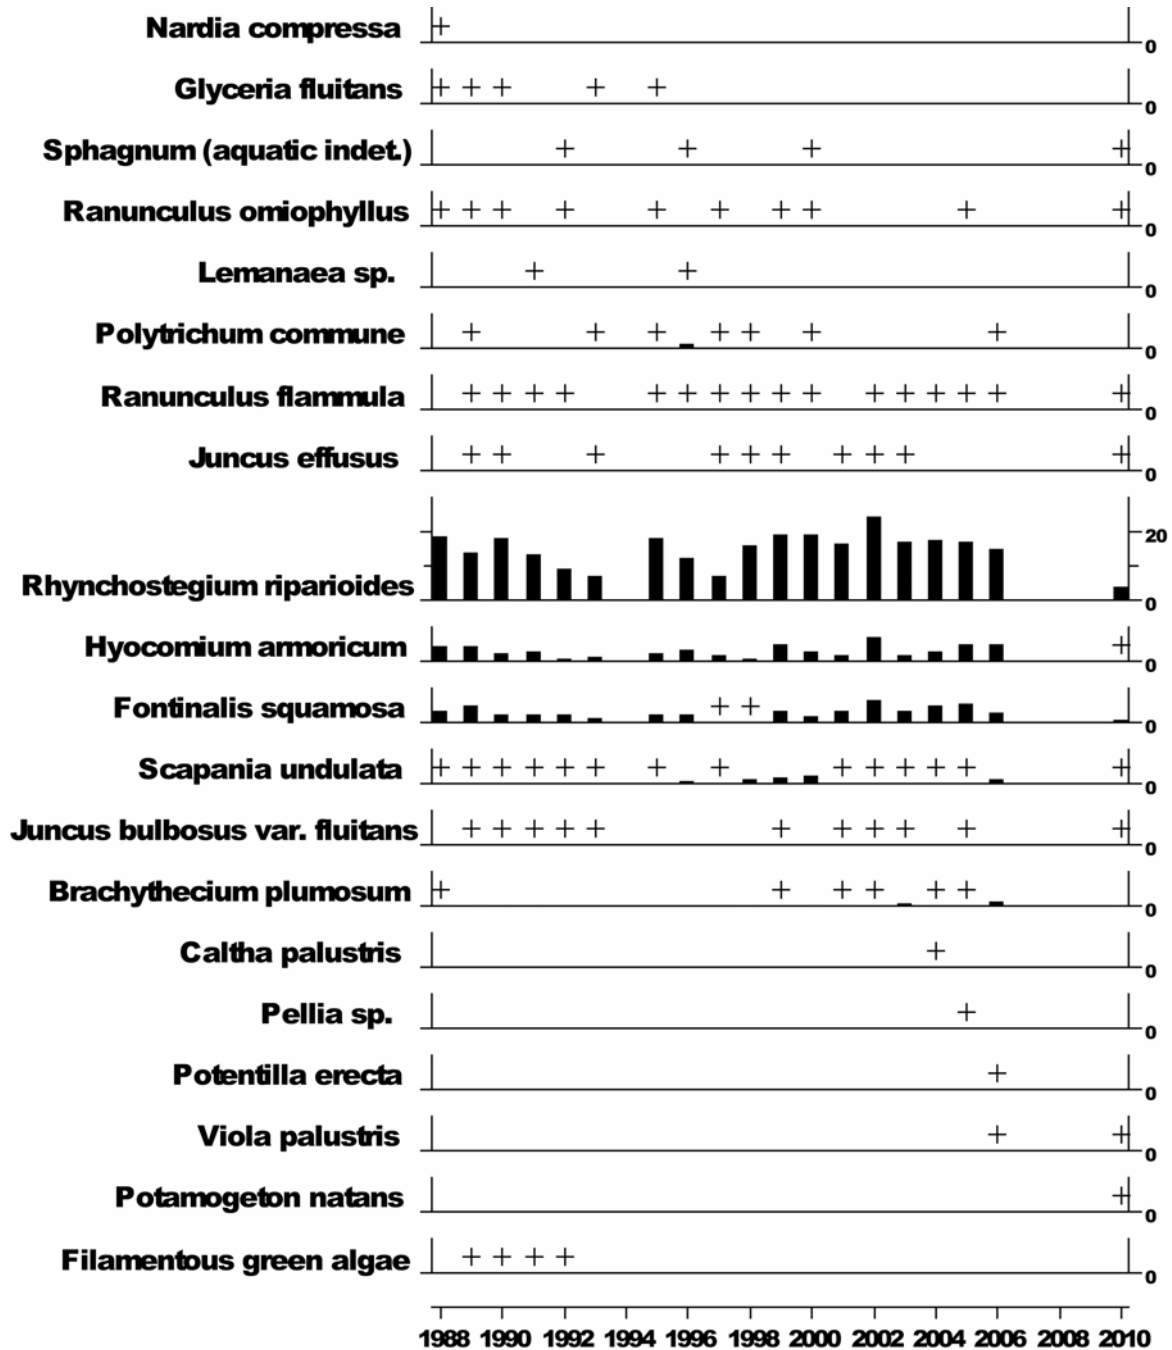 Nardia compressa
0
Glyceria fluitans
0
Sphagnum (aquatic indet.)
0
Ranunculus omiophyllus
0
Lemanaea sp.
0
Polytrichum commune
0
Ranunculus flammula
0
Juncus effusus
0
20
Rhynchostegium riparioides
0
Hyocomium armoricum
0
Fontinalis squamosa
0
Scapania undulata
0
Juncus bulbosus var. fluitans
0
Brachythecium plumosum
0
Caltha palustris
0
Pellia sp.
0
Potentilla erecta
0
Viola palustris
0
Potamogeton natans
0
Filamentous green algae
0
1988 1990 1992 1994 1996 1998 2000 2002 2004 2006 2008 2010